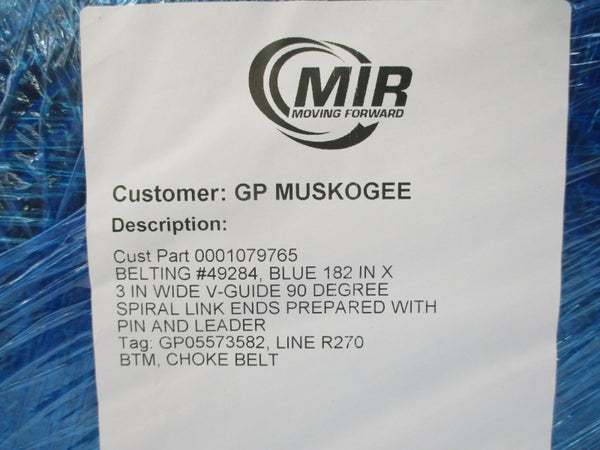 MIR
MOVING FORWARD
Customer: GP MUSKOGEE
Description:
Cust Part 0001079765
BELTING #49284, BLUE 182 IN X
3 IN WIDE V-GUIDE 90 DEGREE
SPIRAL LINK ENDS PREPARED WITH
PIN AND LEADER
Tag: GP05573582, LINE R270
BTM, CHOKE BELT